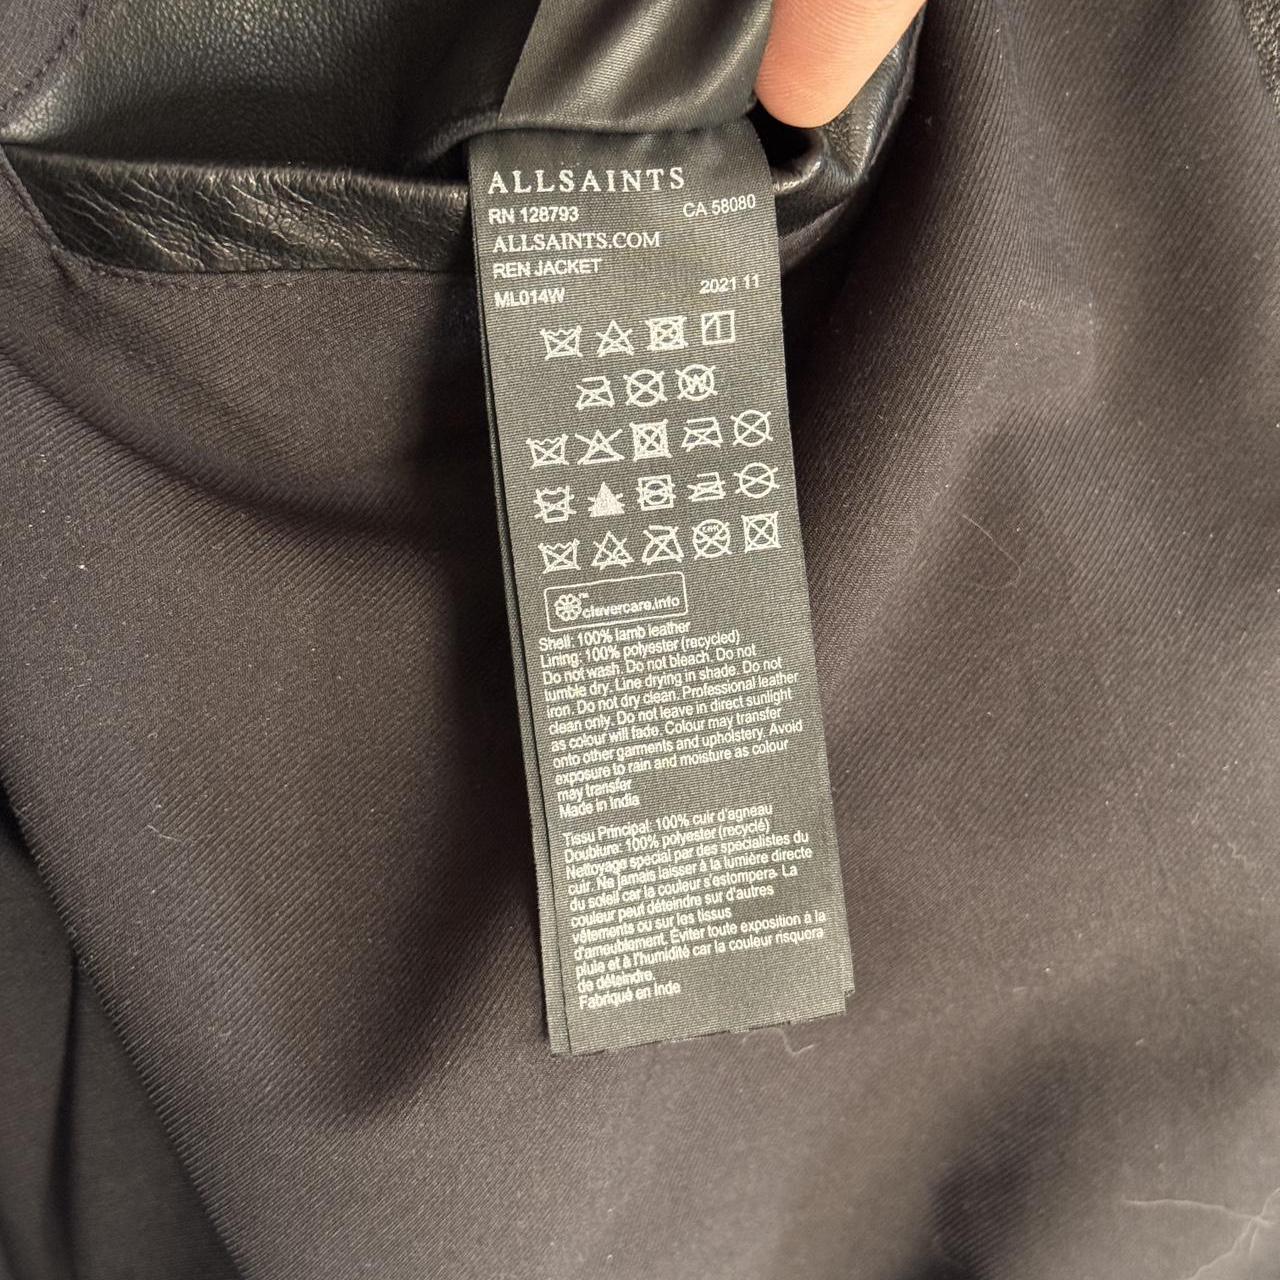 ALLSAINTS
RN 128793 CA 58080
ALLSAINTS.COM
REN JACKET
ML014W 2021 11
clevercare.info
Shell: 100% lamb leather
Lining: 100% polyester (recycled)
Do not wash. Do not bleach. Do not
tumble dry. Line drying in shade. Do not
iron. Do not dry clean. Professional leather
clean only. Do not leave in direct sunlight
as colour will fade. Colour may transfer
onto other garments and upholstery. Avoid
exposure to rain and moisture as colour
may transfer
Made in India
Tissu Principal: 100% cuir d'agneau
Doublure: 100% polyester (recyclé)
Nettoyage special par des specialistes du
cuir. Ne jamais laisser à la lumière directe
du soleil car la couleur s'estompera. La
couleur peut déteindre sur d'autres
vêtements ou sur les tissus
d'ameublement. Éviter toute exposition à la
pluie et à l'humidité car la couleur risquera
de déteindre.
Fabriqué en Inde